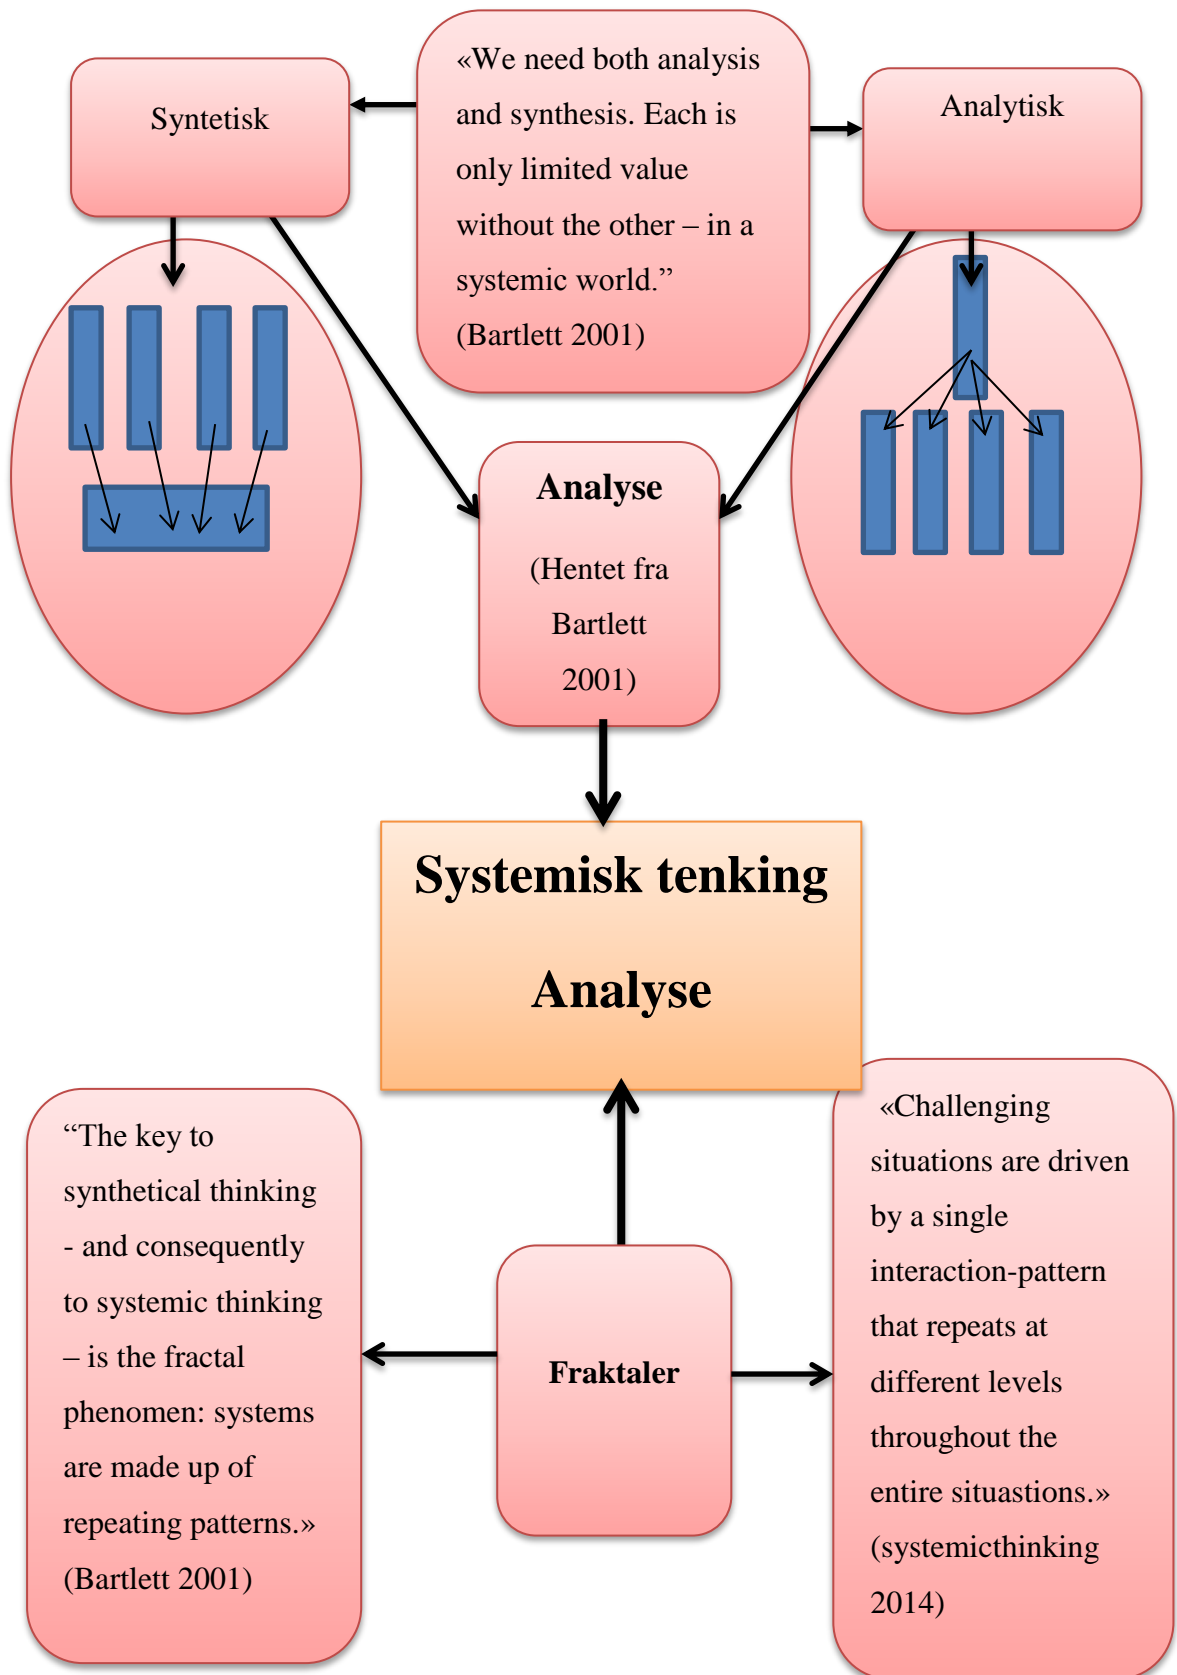 Syntetisk
«We need both analysis
and synthesis. Each is
only limited value
without the other – in a
systemic world.”
(Bartlett 2001)
Analytisk
Analyse
(Hentet fra
Bartlett
2001)
Systemisk tenking
Analyse
“The key to
synthetical thinking
- and consequently
to systemic thinking
– is the fractal
phenomen: systems
are made up of
repeating patterns.»
(Bartlett 2001)
Fraktaler
«Challenging
situations are driven
by a single
interaction-pattern
that repeats at
different levels
throughout the
entire situastions.»
(systemicthinking
2014)